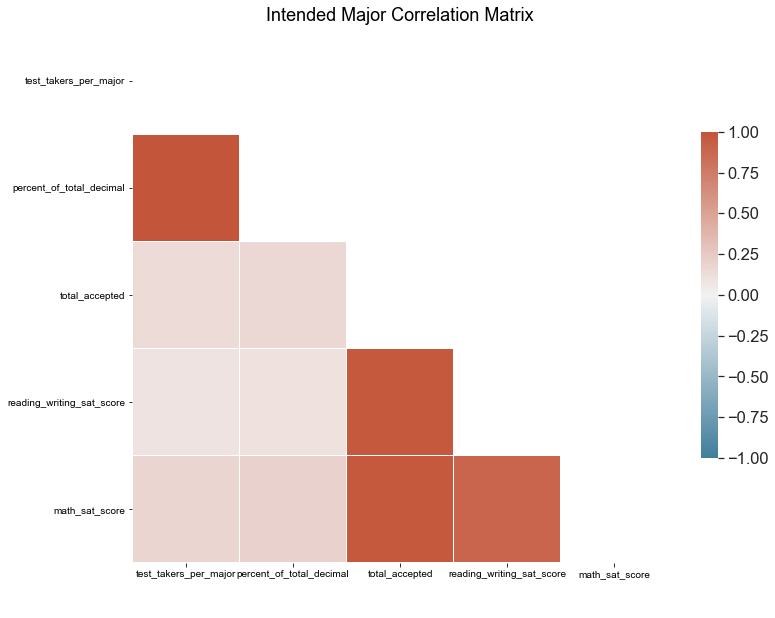 Intended Major Correlation Matrix
test_takers_per_major
percent_of_total_decimal
total_accepted
reading_writing_sat_score
math_sat_score
test_takers_per_major percent_of_total_decimal total_accepted reading_writing_sat_score math_sat_score
1.00
0.75
0.50
0.25
0.00
−0.25
−0.50
−0.75
−1.00